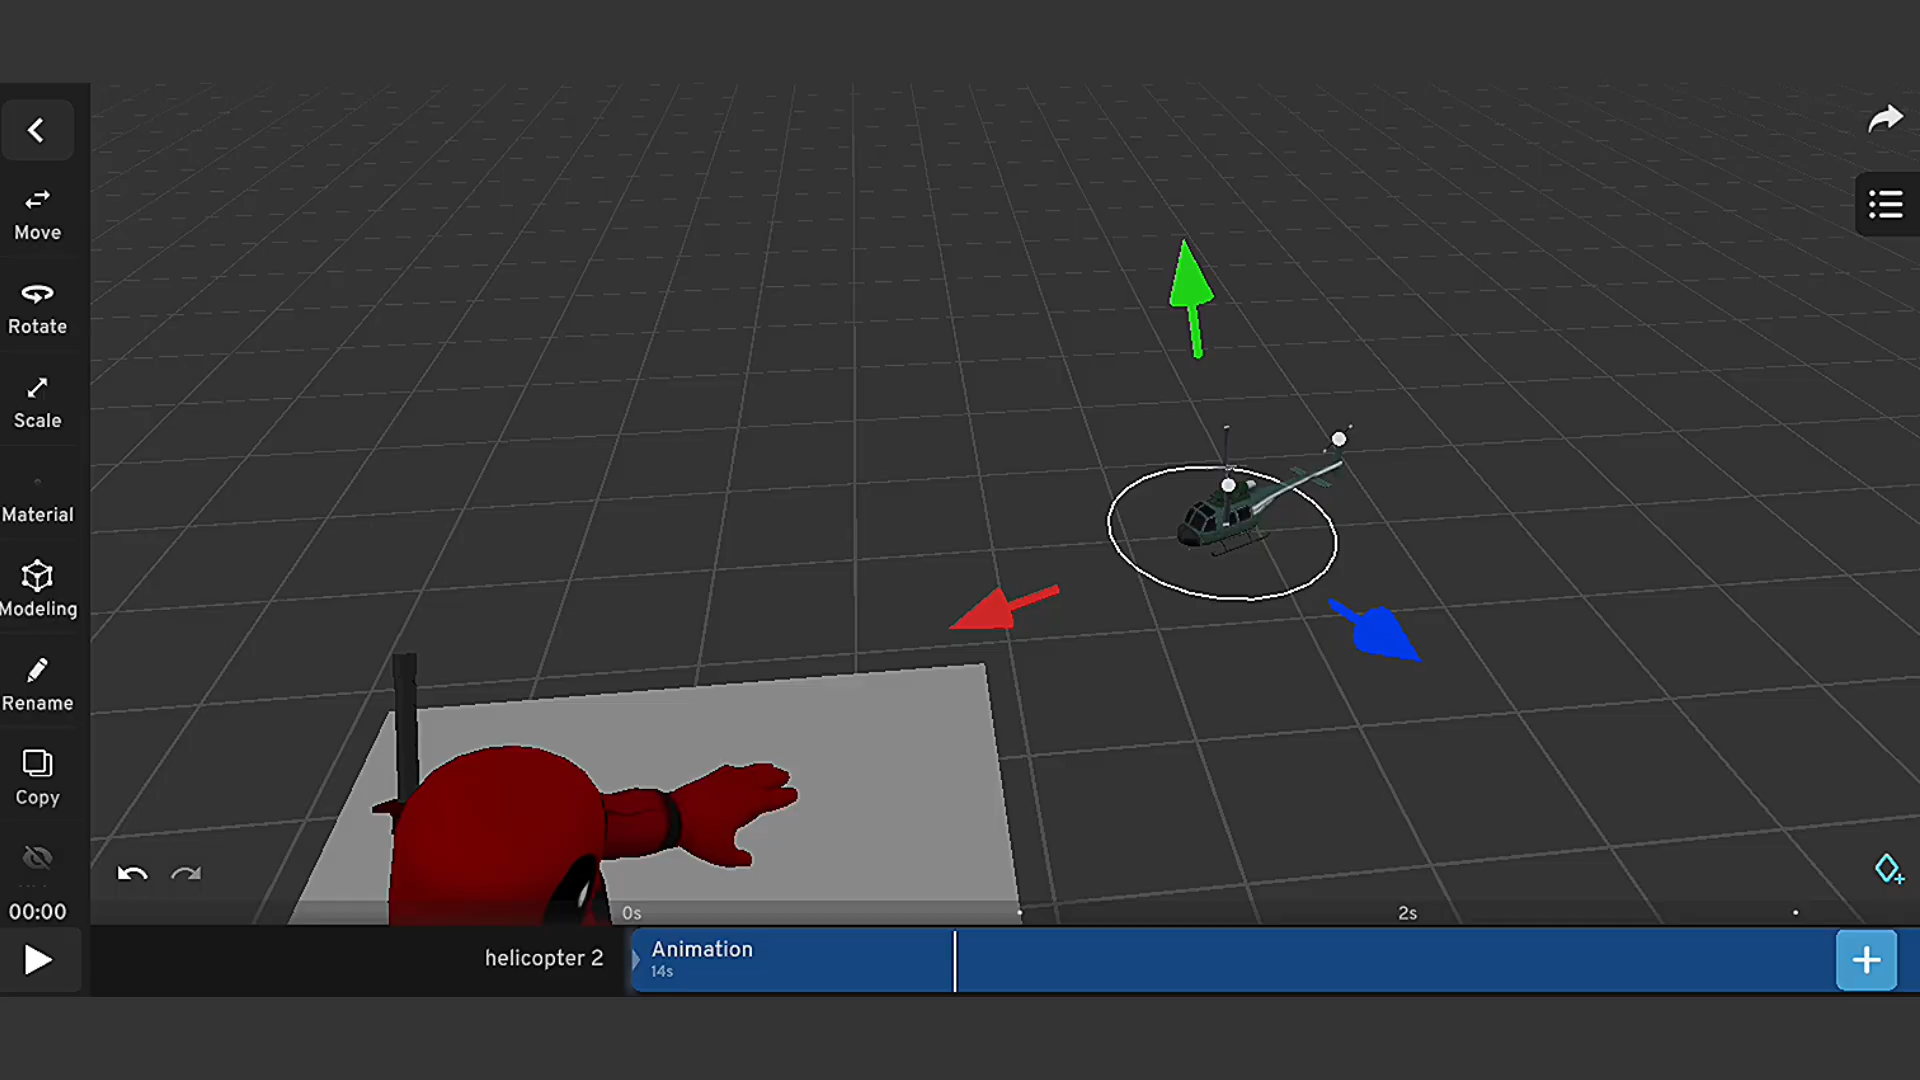 Move
Rotate
Scale
Material
Modeling
Rename
Copy
00:00
0s
2s
helicopter 2
Animation
14s